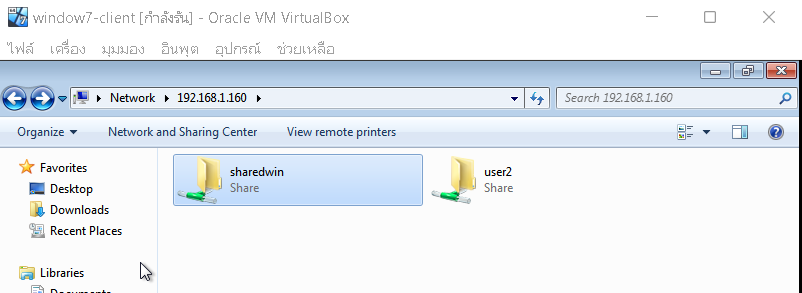 window7-client [กำลังรัน] - Oracle VM VirtualBox
ไฟล์ เครื่อง มุมมอง อินพุต อุปกรณ์ ช่วยเหลือ
Network 192.168.1.160 Search 192.168.1.160
Organize Network and Sharing Center View remote printers
Favorites
Desktop
Downloads
Recent Places
Libraries
Documents
sharedwin
Share
user2
Share